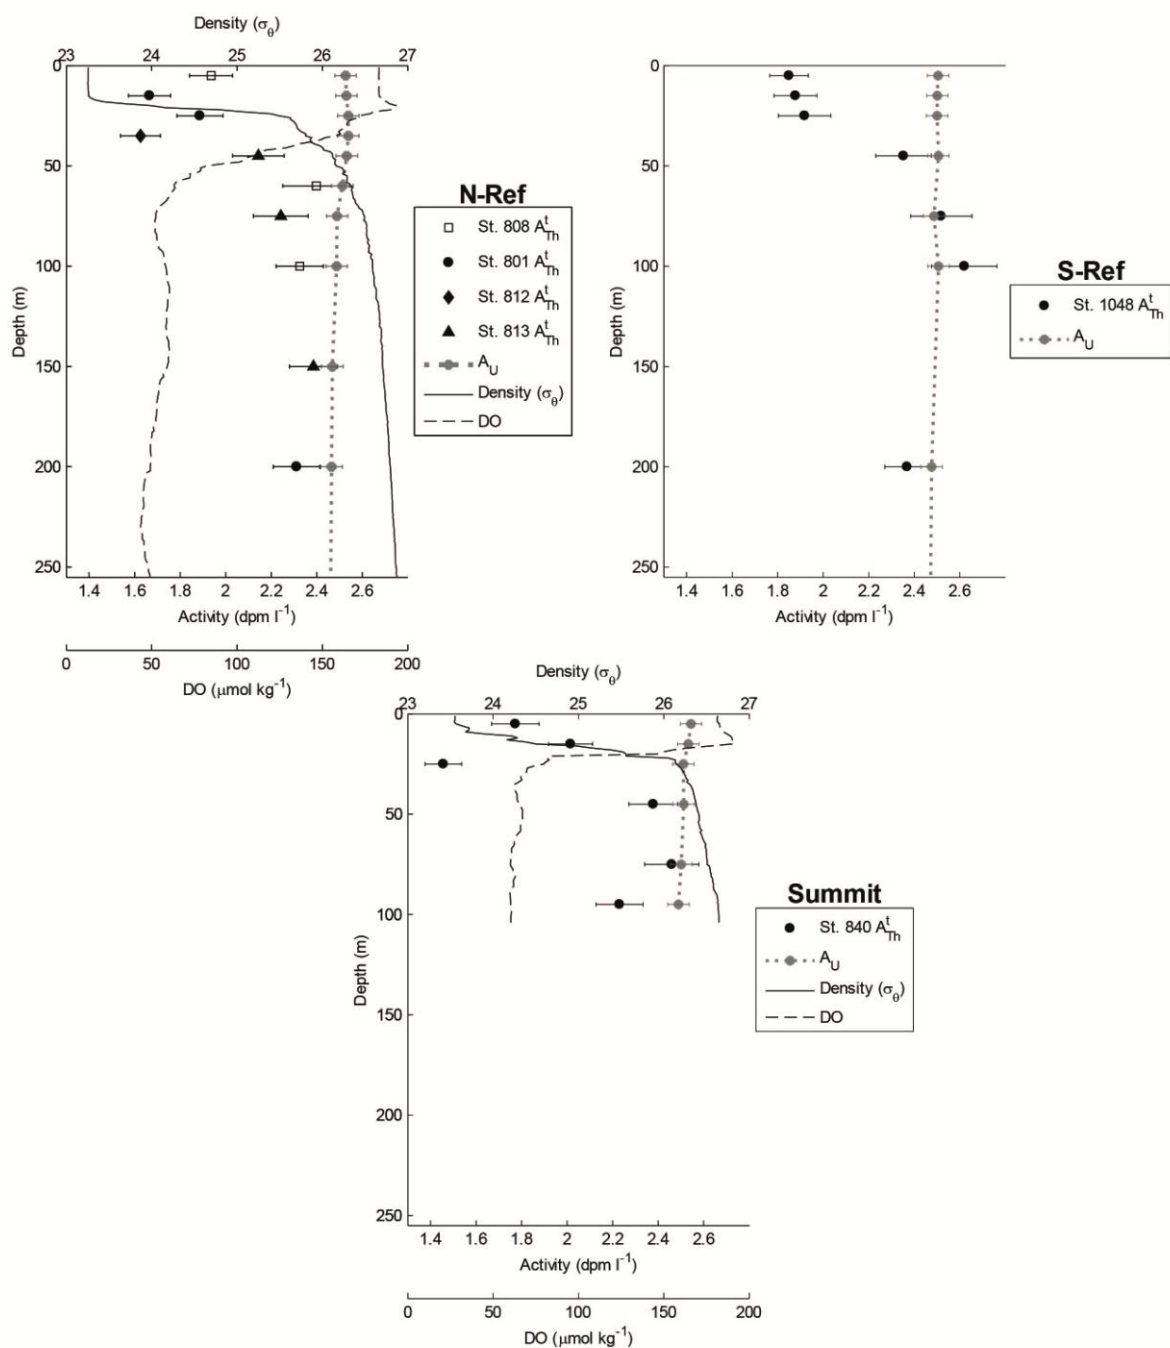 Density (σθ)
23 24 25 26 27
0
50
100
150
200
250
Depth (m)
1.4 1.6 1.8 2 2.2 2.4 2.6
Activity (dpm l⁻¹)
0 50 100 150 200
DO (μmol kg⁻¹)
N-Ref
St. 808 AᵗTh
St. 801 AᵗTh
St. 812 AᵗTh
St. 813 AᵗTh
AU
Density (σθ)
DO
0
50
100
150
200
250
Depth (m)
1.4 1.6 1.8 2 2.2 2.4 2.6
Activity (dpm l⁻¹)
S-Ref
St. 1048 AᵗTh
AU
Density (σθ)
23 24 25 26 27
0
50
100
150
200
250
Depth (m)
1.4 1.6 1.8 2 2.2 2.4 2.6
Activity (dpm l⁻¹)
0 50 100 150 200
DO (μmol kg⁻¹)
Summit
St. 840 AᵗTh
AU
Density (σθ)
DO